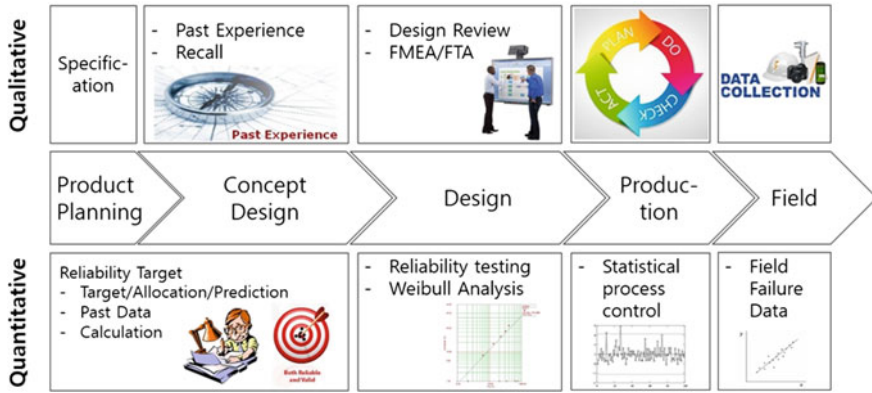 Qualitative
Specific-
ation
- Past Experience
- Recall
Past Experience
- Design Review
- FMEA/FTA
PLAN
DO
CHECK
ACT
DATA
COLLECTION
Product
Planning
Concept
Design
Design
Produc-
tion
Field
Quantitative
Reliability Target
- Target/Allocation/Prediction
- Past Data
- Calculation
Both Reliable
and Valid
- Reliability testing
- Weibull Analysis
- Statistical
process
control
- Field
Failure
Data